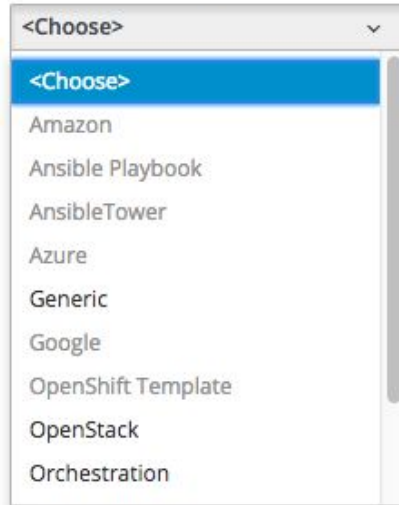 <Choose>
<Choose>
Amazon
Ansible Playbook
AnsibleTower
Azure
Generic
Google
OpenShift Template
OpenStack
Orchestration